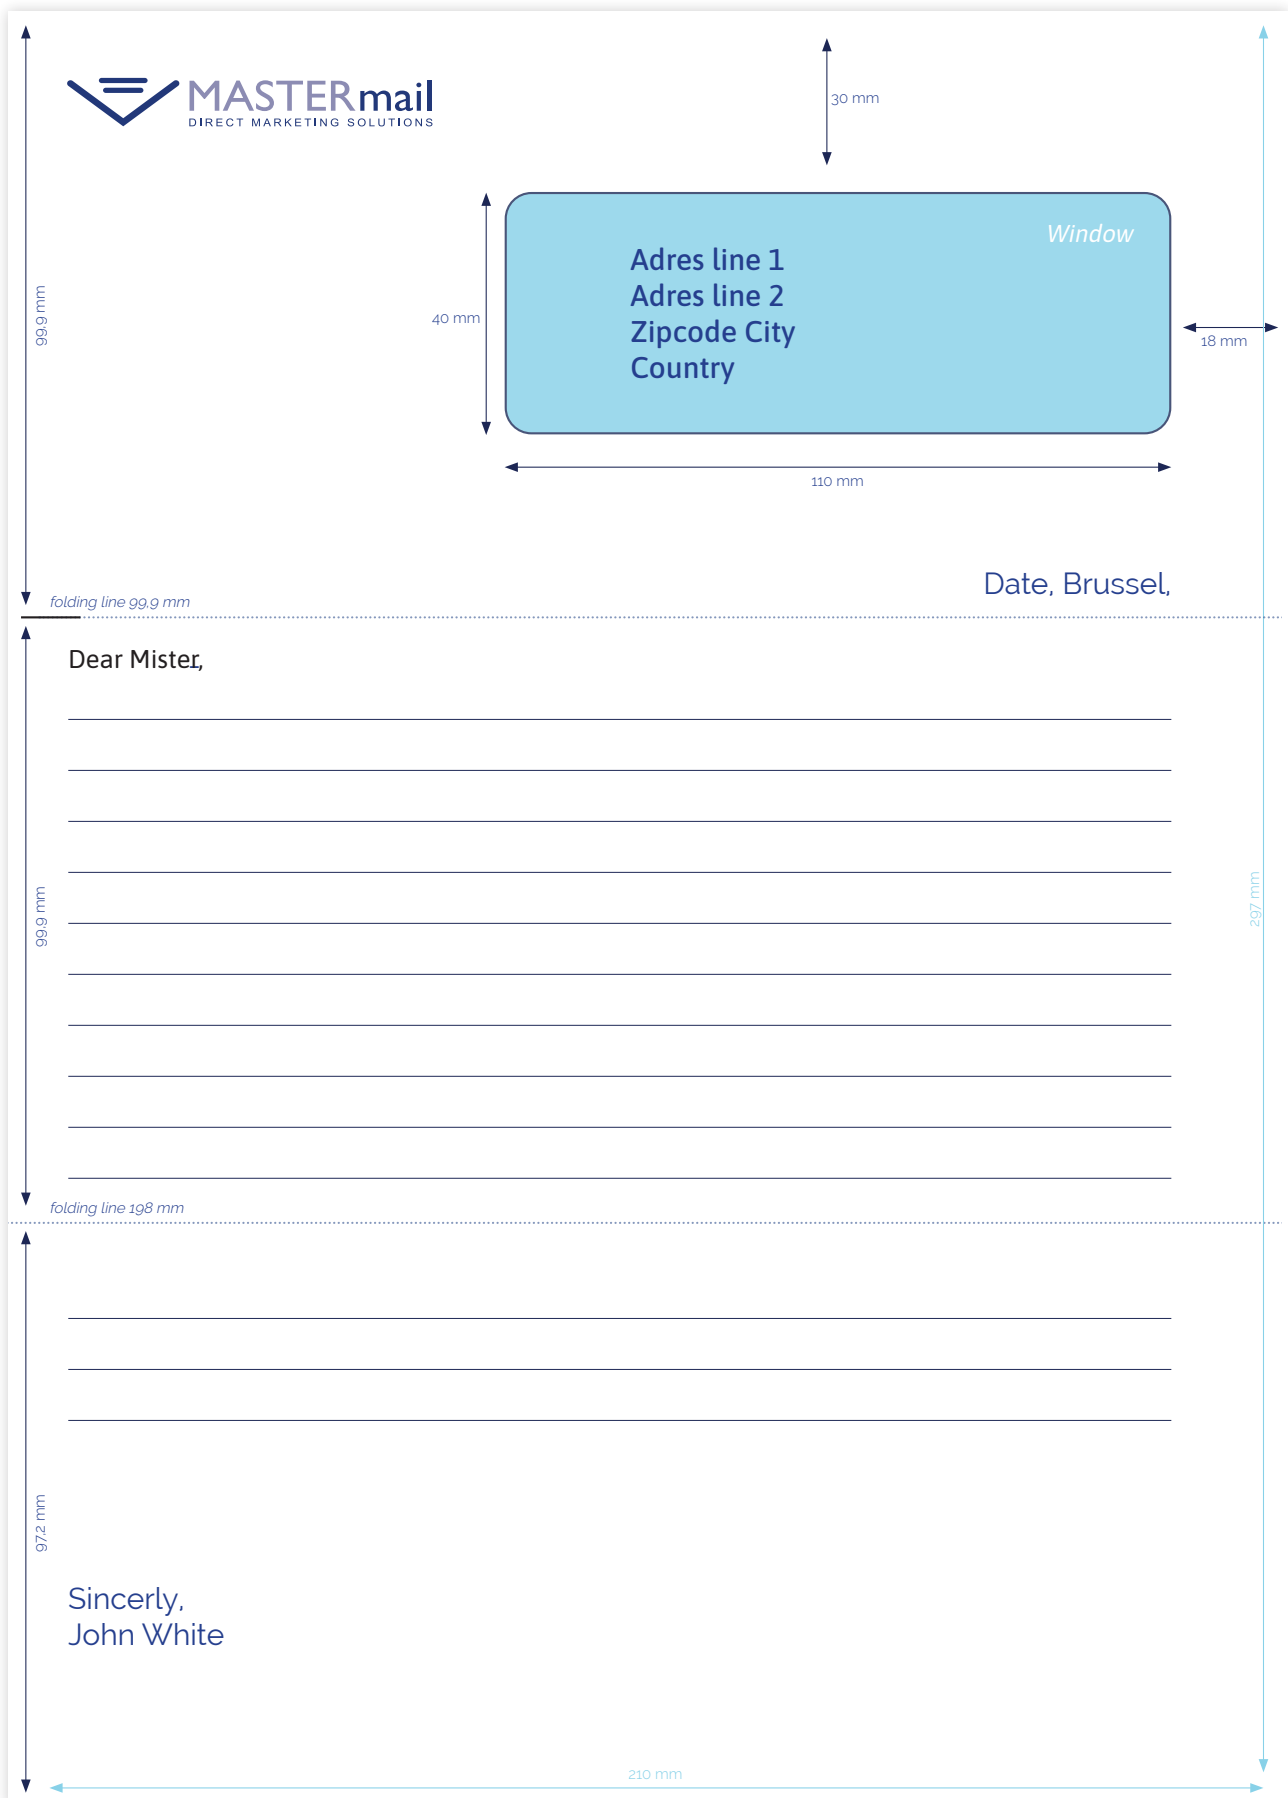 MASTERmail
DIRECT MARKETING SOLUTIONS
30 mm
Window
Adres line 1
Adres line 2
Zipcode City
Country
99,9 mm
40 mm
18 mm
110 mm
Date, Brussel,
folding line 99,9 mm
Dear Mister,
99,9 mm
297 mm
folding line 198 mm
97,2 mm
Sincerly,
John White
210 mm